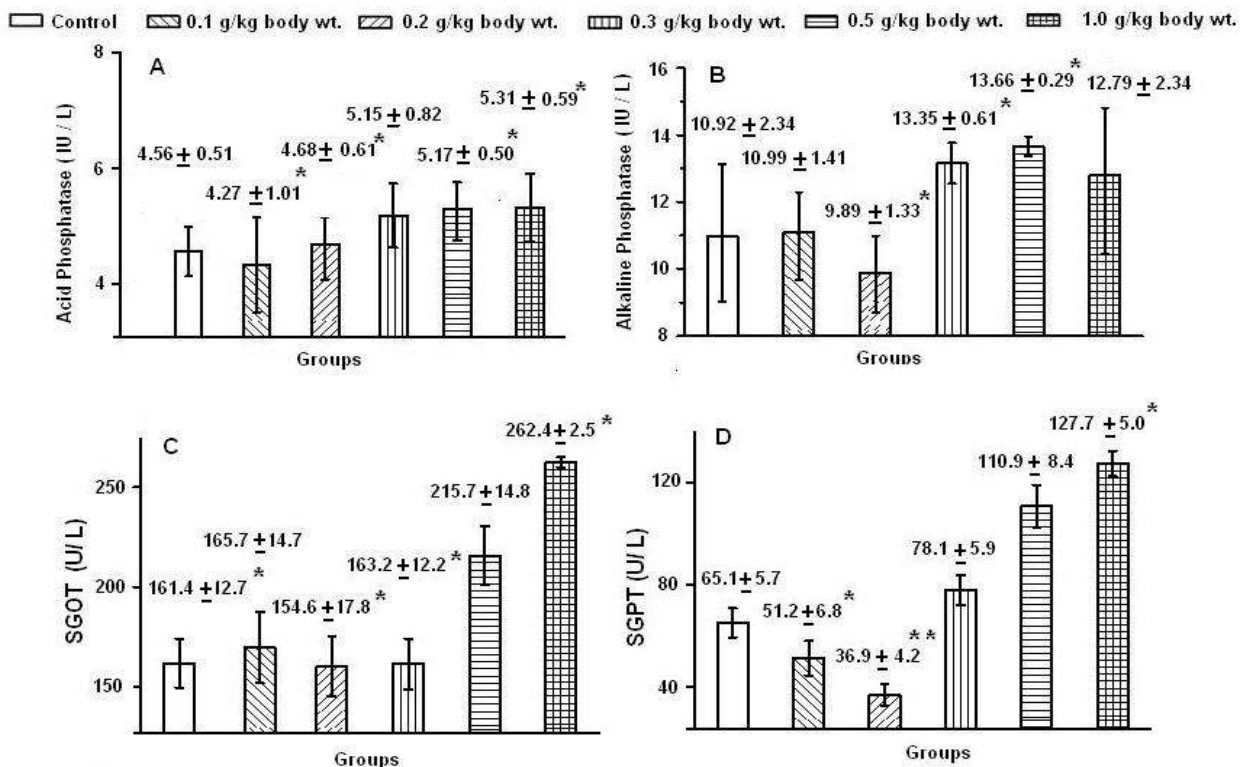 Control 0.1 g/kg body wt. 0.2 g/kg body wt. 0.3 g/kg body wt. 0.5 g/kg body wt. 1.0 g/kg body wt.
A
Acid Phosphatase ( IU / L )
8
6
4
4.56 ± 0.51
4.27 ± 1.01 *
4.68 ± 0.61 *
5.15 ± 0.82
5.17 ± 0.50 *
5.31 ± 0.59 *
Groups
B
Alkaline Phosphatase ( IU / L )
16
14
12
10
8
10.92 ± 2.34
10.99 ± 1.41
9.89 ± 1.33 *
13.35 ± 0.61 *
13.66 ± 0.29 *
12.79 ± 2.34
Groups
C
SGOT (U/ L)
250
200
150
161.4 ± 12.7
165.7 ± 14.7 *
154.6 ± 17.8 *
163.2 ± 12.2 *
215.7 ± 14.8
262.4 ± 2.5 *
Groups
D
SGPT (U/ L)
120
80
40
65.1 ± 5.7
51.2 ± 6.8 *
36.9 ± 4.2 * *
78.1 ± 5.9
110.9 ± 8.4
127.7 ± 5.0 *
Groups